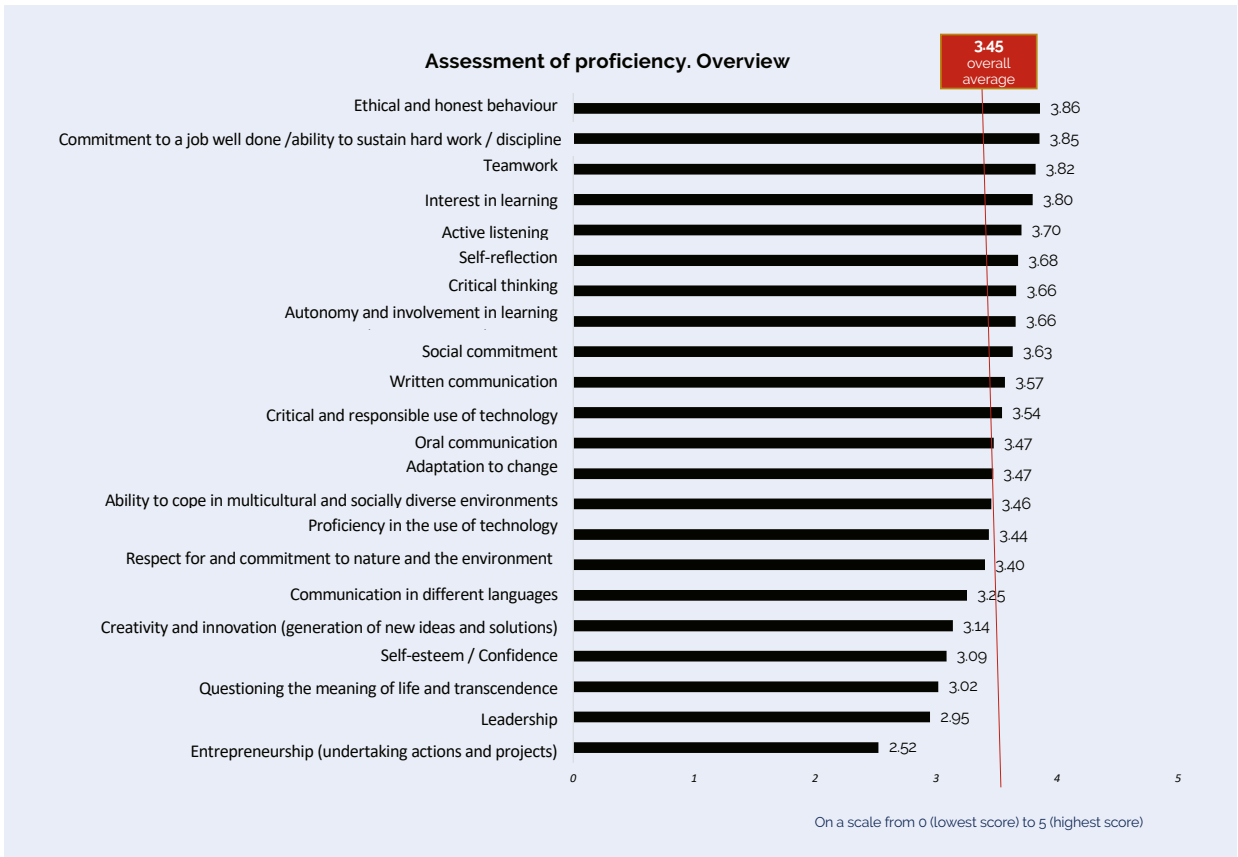 Assessment of proficiency. Overview
3.45
overall
average
Ethical and honest behaviour 3.86
Commitment to a job well done /ability to sustain hard work / discipline 3.85
Teamwork 3.82
Interest in learning 3.80
Active listening 3.70
Self-reflection 3.68
Critical thinking 3.66
Autonomy and involvement in learning 3.66
Social commitment 3.63
Written communication 3.57
Critical and responsible use of technology 3.54
Oral communication 3.47
Adaptation to change 3.47
Ability to cope in multicultural and socially diverse environments 3.46
Proficiency in the use of technology 3.44
Respect for and commitment to nature and the environment 3.40
Communication in different languages 3.25
Creativity and innovation (generation of new ideas and solutions) 3.14
Self-esteem / Confidence 3.09
Questioning the meaning of life and transcendence 3.02
Leadership 2.95
Entrepreneurship (undertaking actions and projects) 2.52
0 1 2 3 4 5
On a scale from 0 (lowest score) to 5 (highest score)